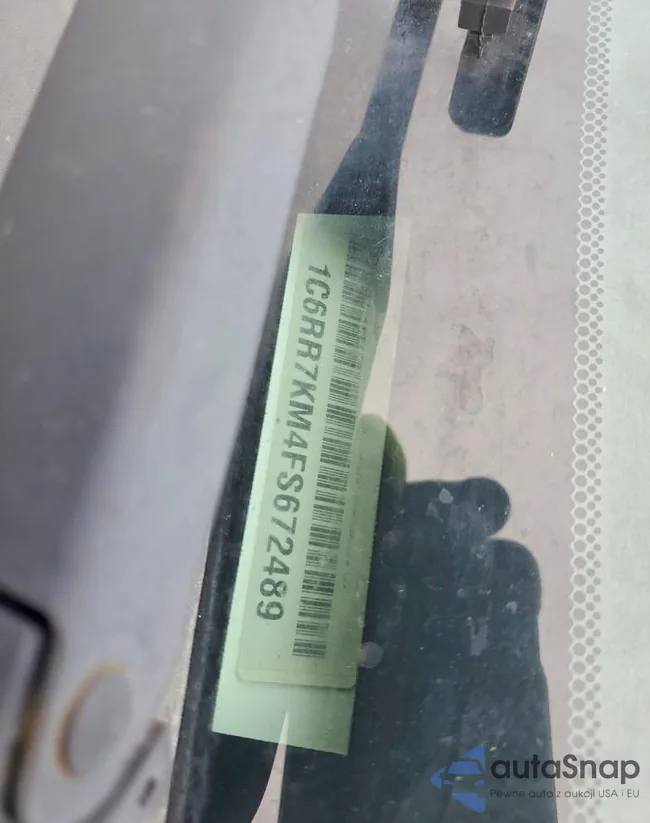 1C6RR7KM4FS672489
autaSnap
Pewne auta z aukcji USA i EU